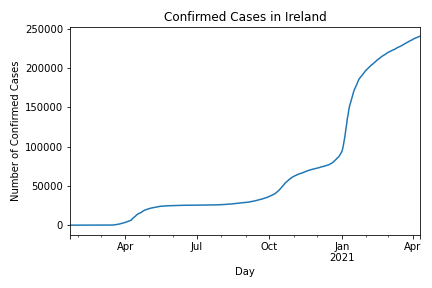 Confirmed Cases in Ireland
Number of Confirmed Cases
250000
200000
150000
100000
50000
0
Apr
Jul
Oct
Jan
2021
Apr
Day